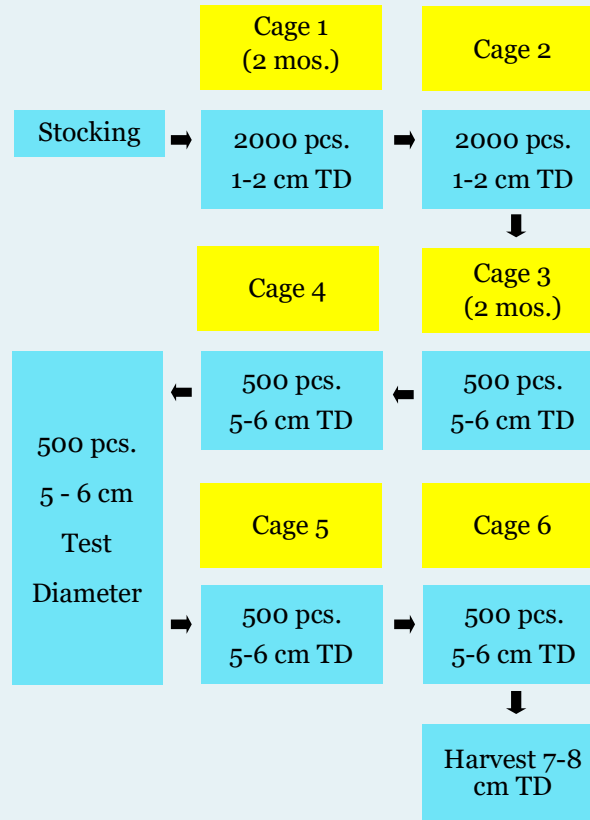 Cage 1
(2 mos.)
Cage 2
Stocking
2000 pcs.
1-2 cm TD
2000 pcs.
1-2 cm TD
Cage 4
Cage 3
(2 mos.)
500 pcs.
5-6 cm TD
500 pcs.
5-6 cm TD
500 pcs.
5 - 6 cm
Test
Diameter
Cage 5
Cage 6
500 pcs.
5-6 cm TD
500 pcs.
5-6 cm TD
Harvest 7-8
cm TD